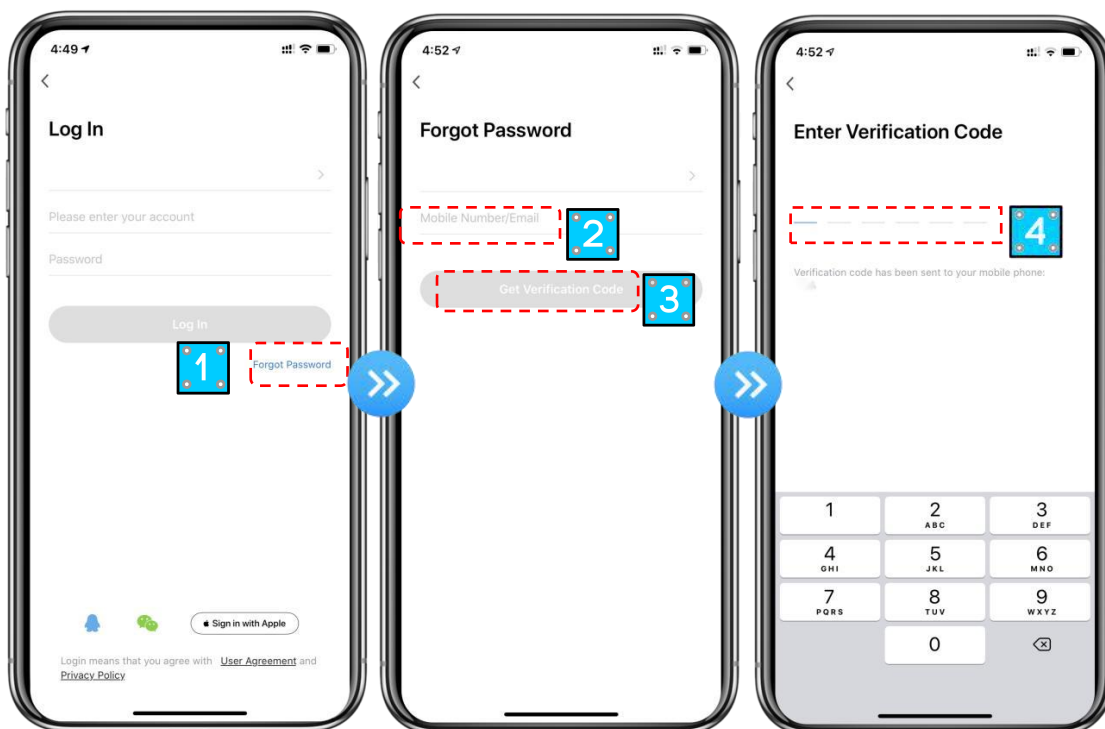 4:49
Log In
Please enter your account
Password
Log In
1
Forgot Password
Sign in with Apple
Login means that you agree with User Agreement and
Privacy Policy
4:52
Forgot Password
Mobile Number/Email
2
Get Verification Code
3
4:52
Enter Verification Code
4
Verification code has been sent to your mobile phone:
1
2
ABC
3
DEF
4
GHI
5
JKL
6
MNO
7
PQRS
8
TUV
9
WXYZ
0